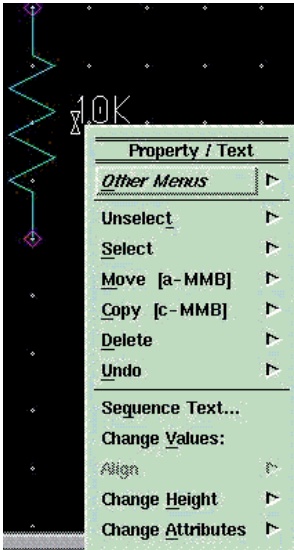 10K
Property / Text
Other Menus
Unselect
Select
Move [a-MMB]
Copy [c-MMB]
Delete
Undo
Sequence Text...
Change Values:
Align
Change Height
Change Attributes